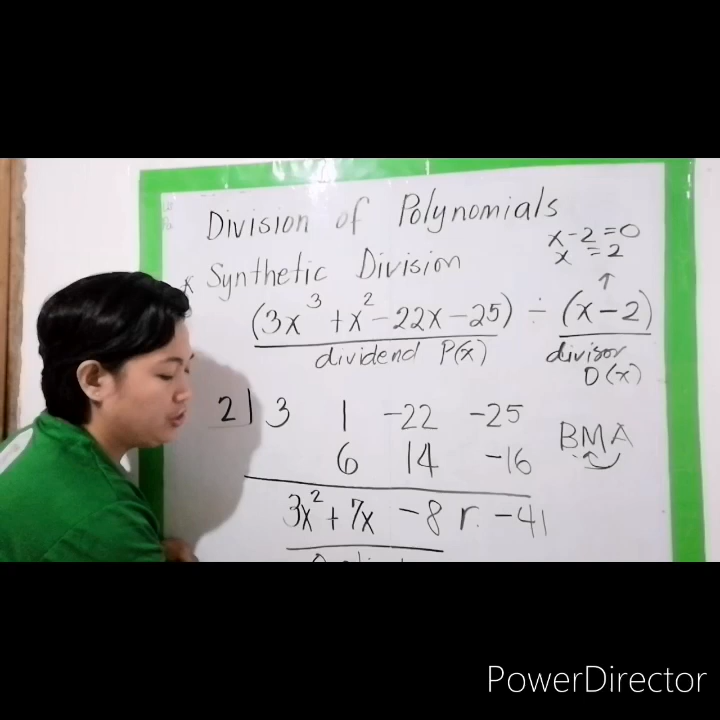 Division of Polynomials
x-2=0
x = 2
* Synthetic Division
↑
(3x³ + x² - 22x - 25) ÷ (x - 2)
dividend P(x)
divisor
D(x)
2| 3 1 -22 -25
BMA
6 14 -16
3x² + 7x - 8 r. -41
PowerDirector